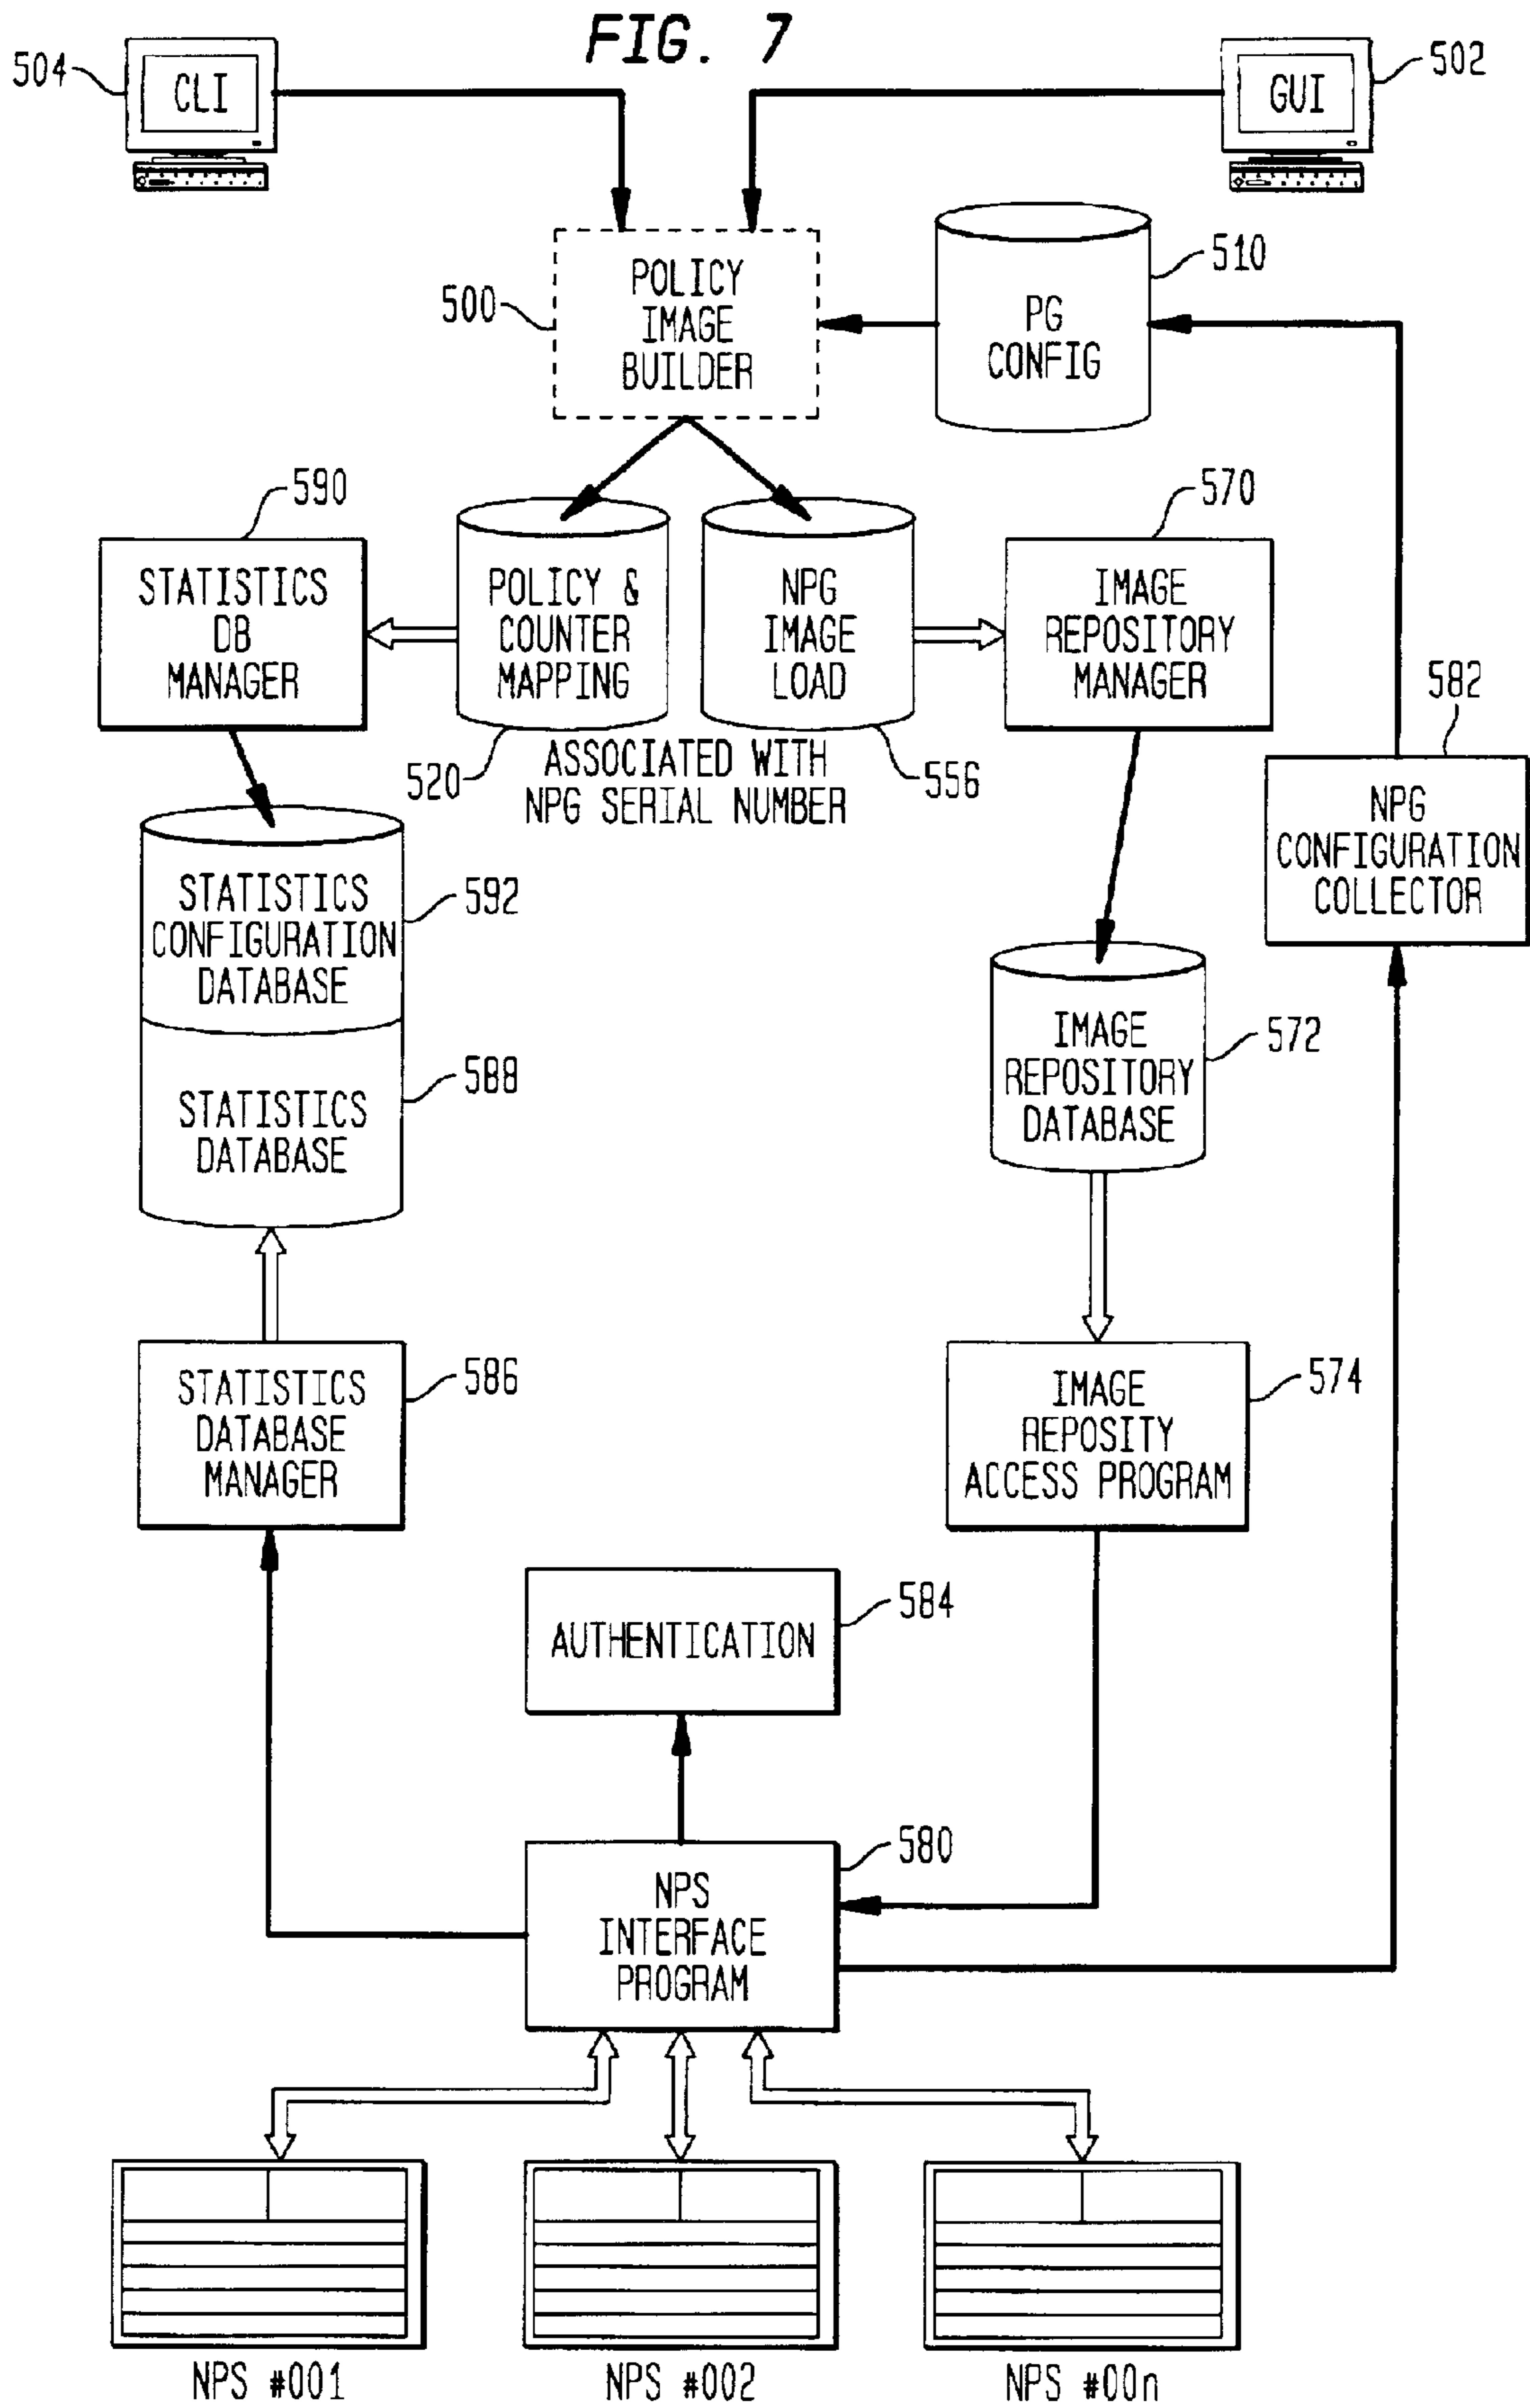 FIG. 7
504
CLI
GUI
502
500
POLICY
IMAGE
BUILDER
PG
CONFIG
510
590
STATISTICS
DB
MANAGER
POLICY &
COUNTER
MAPPING
520
NPG
IMAGE
LOAD
556
ASSOCIATED WITH
NPG SERIAL NUMBER
570
IMAGE
REPOSITORY
MANAGER
582
NPG
CONFIGURATION
COLLECTOR
STATISTICS
CONFIGURATION
DATABASE
592
STATISTICS
DATABASE
588
IMAGE
REPOSITORY
DATABASE
572
STATISTICS
DATABASE
MANAGER
586
IMAGE
REPOSITY
ACCESS PROGRAM
574
AUTHENTICATION
584
NPS
INTERFACE
PROGRAM
580
NPS #001
NPS #002
NPS #00n